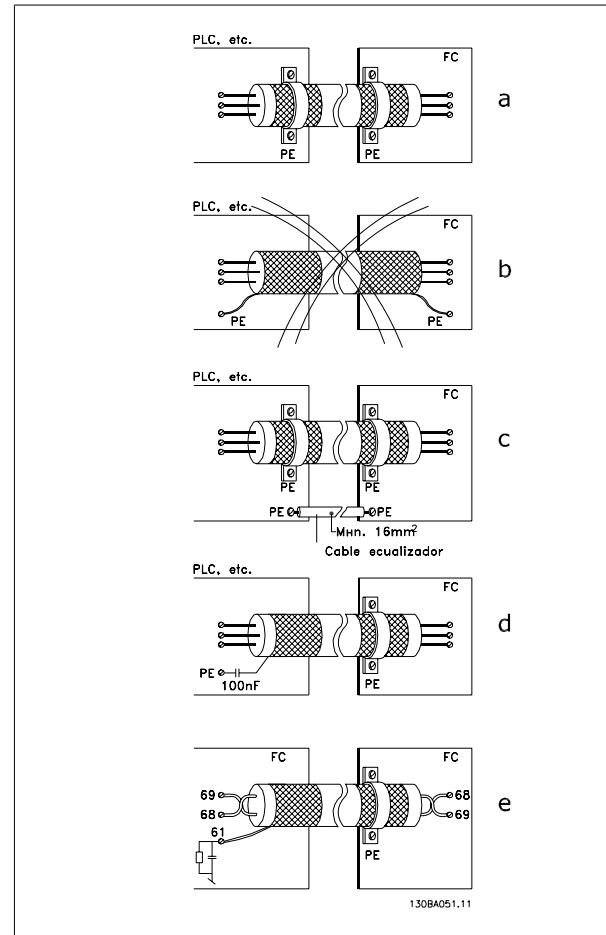 PLC, etc.
FC
PE
PE
a
PLC, etc.
FC
PE
PE
b
PLC, etc.
FC
PE
PE
PE
PE
Мнn. 16mm²
Cable ecualizador
c
FC
PLC, etc.
PE
100nF
PE
d
FC
FC
69
68
61
68
69
PE
e
130BA051.11